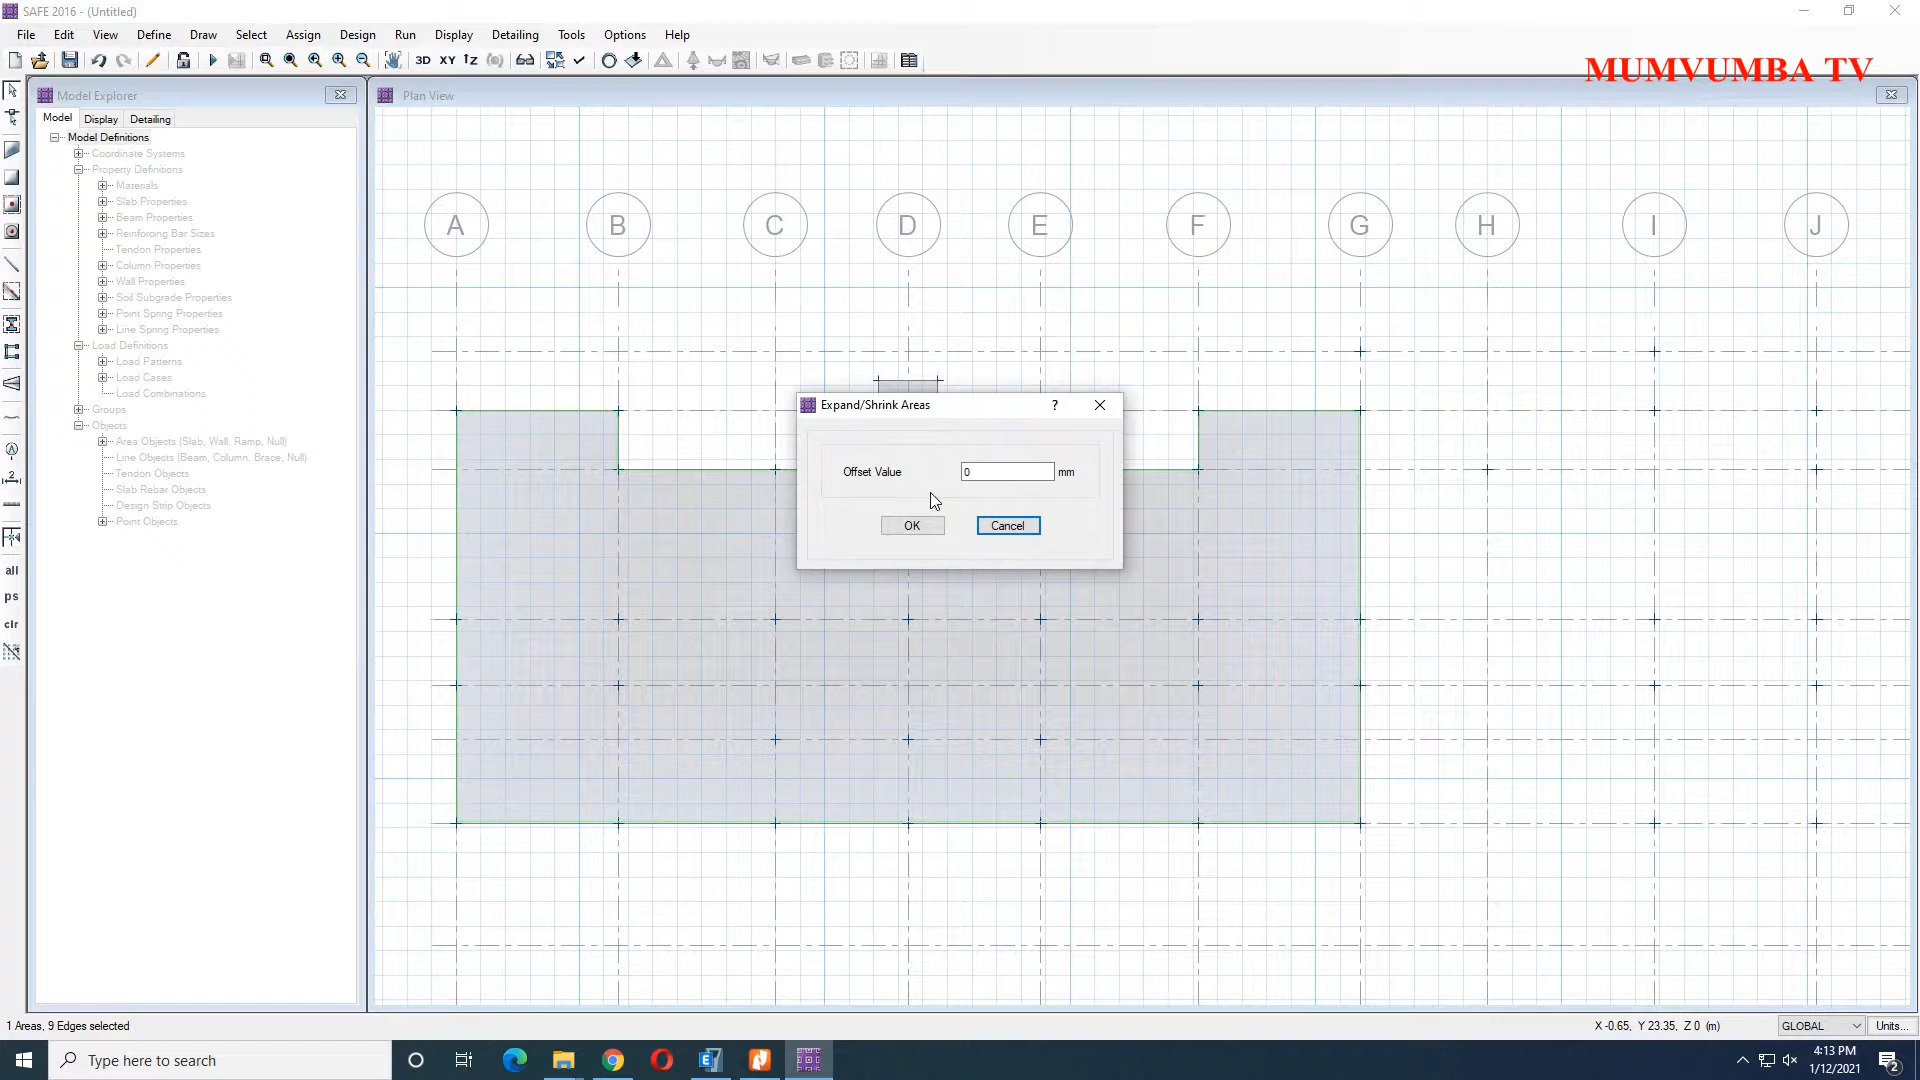 SAFE 2016 - (Untitled)
File Edit View Define Draw Select Assign Design Run Display Detailing Tools Options Help
3D XY
MUMVUMBA TV
Model Explorer
Plan View
Model Display Detailing
Model Definitions
Coordinate Systems
Property Definitions
Materials
Slab Properties
Beam Properties
Reinforcing Bar Sizes
Tendon Properties
Column Properties
Wall Properties
Soil Subgrade Properties
Point Spring Properties
Line Spring Properties
Load Definitions
Load Patterns
Load Cases
Load Combinations
Groups
Objects
Area Objects (Slab, Wall, Ramp, Null)
Line Objects (Beam, Column, Brace, Null)
Tendon Objects
Slab Rebar Objects
Design Strip Objects
Point Objects
all
ps
clr
A B C D E F G H I J
Expand/Shrink Areas ?
Offset Value 0 mm
OK Cancel
1 Areas, 9 Edges selected
X -0.65, Y 23.35, Z 0 (m) GLOBAL Units...
Type here to search
4:13 PM
1/12/2021
2